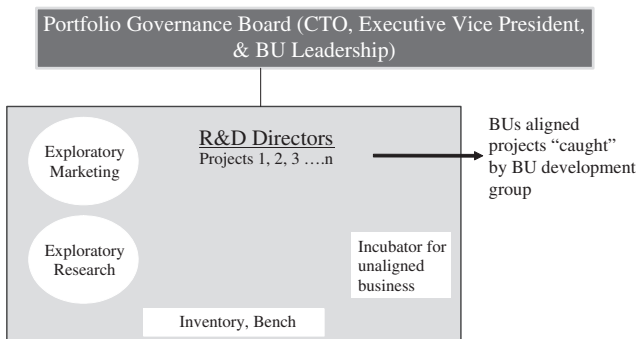 Portfolio Governance Board (CTO, Executive Vice President,
& BU Leadership)
R&D Directors
Projects 1, 2, 3 ....n
Exploratory
Marketing
BUs aligned
projects “caught”
by BU development
group
Exploratory
Research
Incubator for
unaligned
business
Inventory, Bench